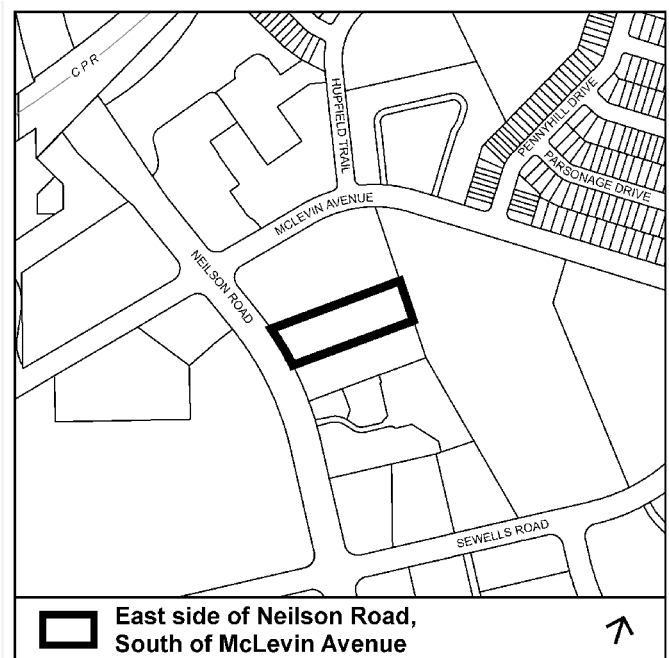 CPR
HUPFIELD TRAIL
PENNYHILL DRIVE
PARSONAGE DRIVE
MCLEVIN AVENUE
NEILSON ROAD
SEWELLS ROAD
East side of Neilson Road,
South of McLevin Avenue